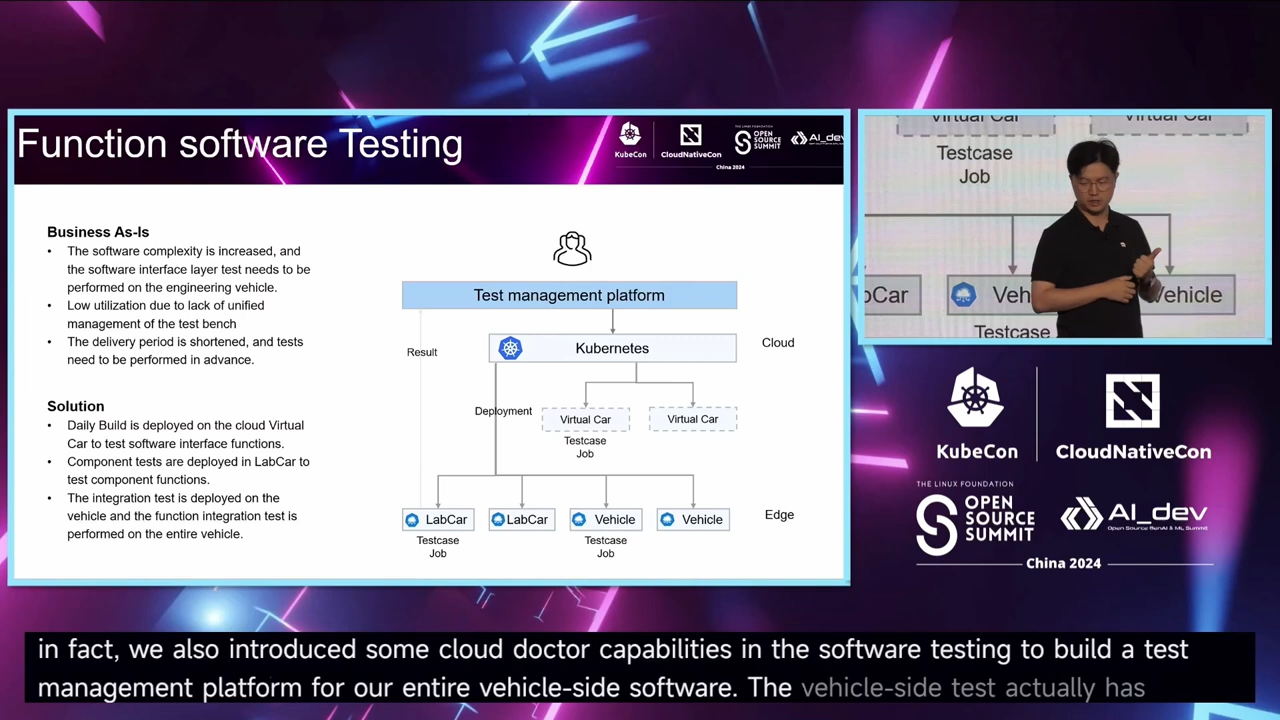 Function software Testing
KubeCon
CloudNativeCon
THE LINUX FOUNDATION
OPEN
SOURCE
SUMMIT
AI_dev
China 2024
Business As-Is
• The software complexity is increased, and
the software interface layer test needs to be
performed on the engineering vehicle.
• Low utilization due to lack of unified
management of the test bench
• The delivery period is shortened, and tests
need to be performed in advance.
Solution
• Daily Build is deployed on the cloud Virtual
Car to test software interface functions.
• Component tests are deployed in LabCar to
test component functions.
• The integration test is deployed on the
vehicle and the function integration test is
performed on the entire vehicle.
Test management platform
Result
Kubernetes
Cloud
Deployment
Virtual Car
Virtual Car
Testcase
Job
LabCar
LabCar
Vehicle
Vehicle
Edge
Testcase
Job
Testcase
Job
Virtual Car
Virtual Car
Testcase
Job
bCar
Veh
Vehicle
Testcase
KubeCon
CloudNativeCon
THE LINUX FOUNDATION
OPEN
SOURCE
SUMMIT
AI_dev
Open Source GenAI & ML Summit
China 2024
in fact, we also introduced some cloud doctor capabilities in the software testing to build a test
management platform for our entire vehicle-side software. The vehicle-side test actually has